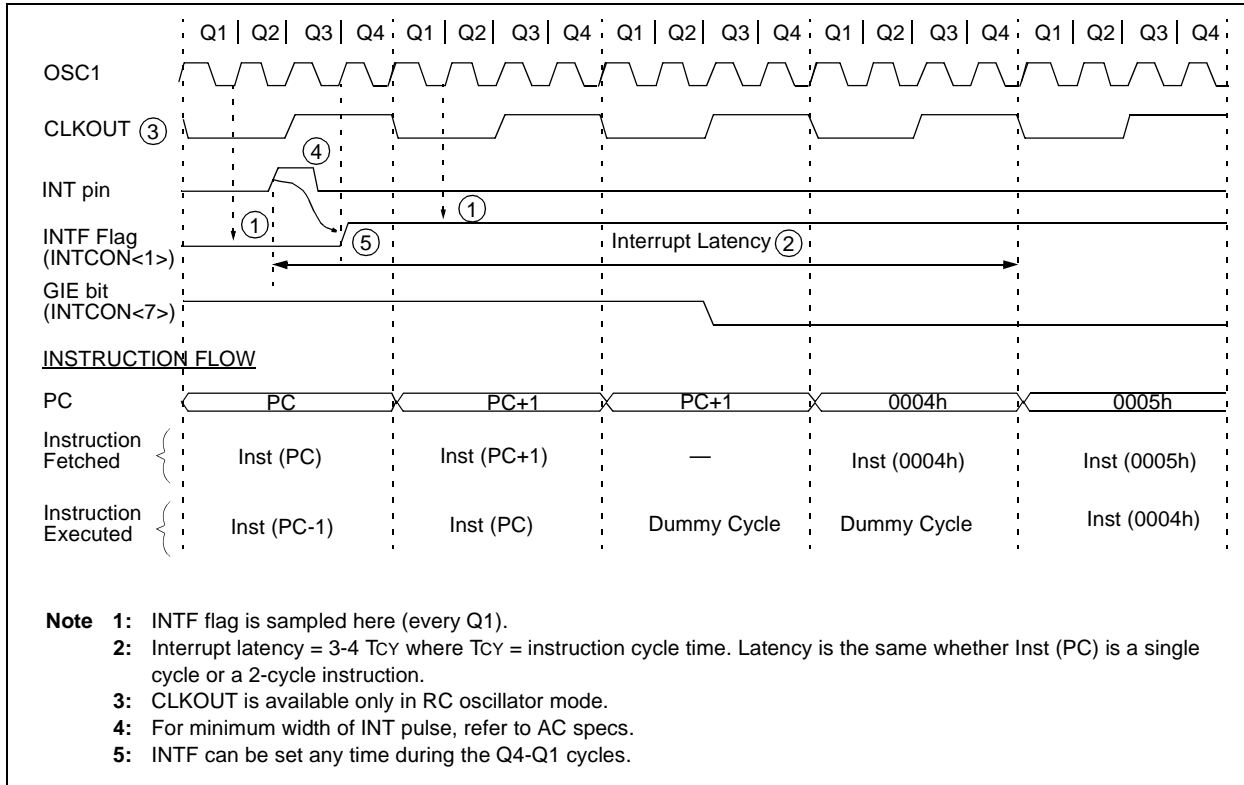 Q1 | Q2 | Q3 | Q4 Q1 | Q2 | Q3 | Q4 Q1 | Q2 | Q3 | Q4 Q1 | Q2 | Q3 | Q4 Q1 | Q2 | Q3 | Q4
OSC1
CLKOUT 3
4
INT pin
1 1
INTF Flag
(INTCON<1>)
5
Interrupt Latency 2
GIE bit
(INTCON<7>)
INSTRUCTION FLOW
PC PC PC+1 PC+1 0004h 0005h
Instruction
Fetched
Inst (PC) Inst (PC+1) — Inst (0004h) Inst (0005h)
Instruction
Executed
Inst (PC-1) Inst (PC) Dummy Cycle Dummy Cycle Inst (0004h)
Note 1: INTF flag is sampled here (every Q1).
2: Interrupt latency = 3-4 TCY where TCY = instruction cycle time. Latency is the same whether Inst (PC) is a single
cycle or a 2-cycle instruction.
3: CLKOUT is available only in RC oscillator mode.
4: For minimum width of INT pulse, refer to AC specs.
5: INTF can be set any time during the Q4-Q1 cycles.